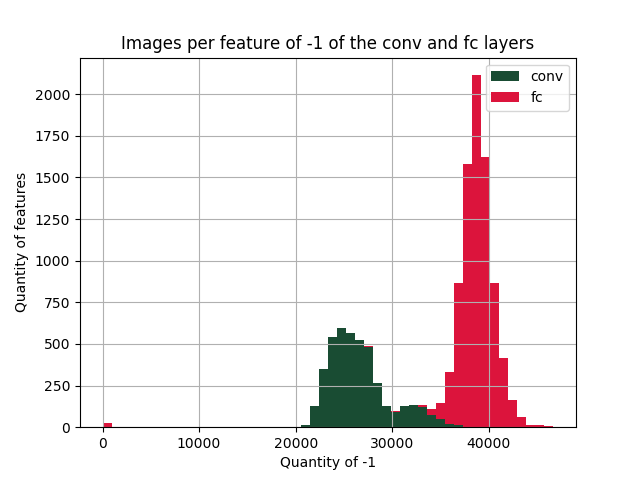 Images per feature of -1 of the conv and fc layers
conv
fc
2000
1750
1500
1250
1000
750
500
250
0
Quantity of features
0 10000 20000 30000 40000
Quantity of -1